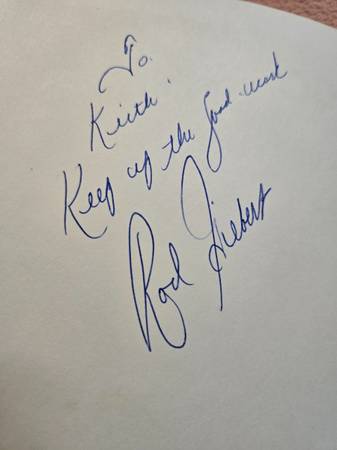 To
Keith.
Keep up the Good work
Rod Gilbert